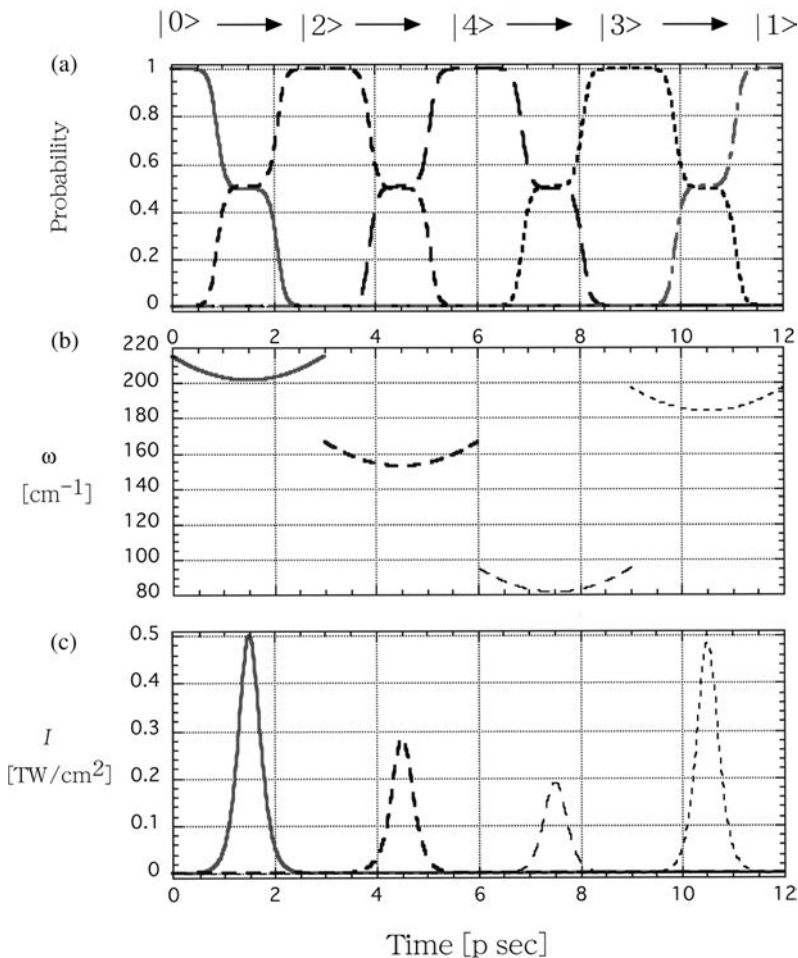 |0> → |2> → |4> → |3> → |1>
(a)
1
0.8
0.6
0.4
0.2
0
Probability
0 2 4 6 8 10 12
(b)
220
200
180
160
140
120
100
80
ω
[cm⁻¹]
(c)
0.5
0.4
0.3
0.2
0.1
0
I
[TW/cm²]
0 2 4 6 8 10 12
Time [p sec]